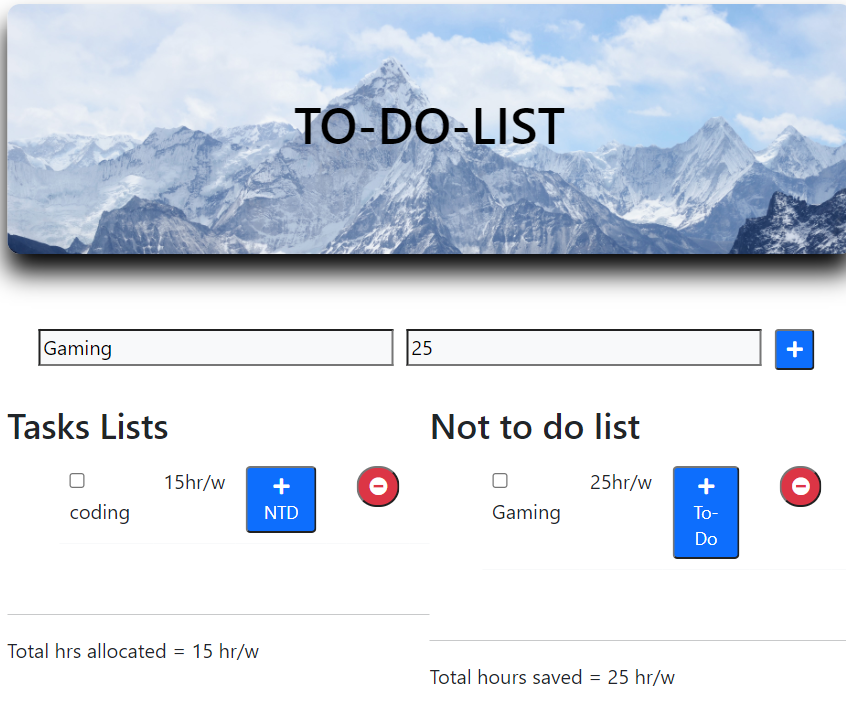 TO-DO-LIST
Gaming
25
+
Tasks Lists
coding
15hr/w
+
NTD
Total hrs allocated = 15 hr/w
Not to do list
Gaming
25hr/w
+
To-
Do
Total hours saved = 25 hr/w